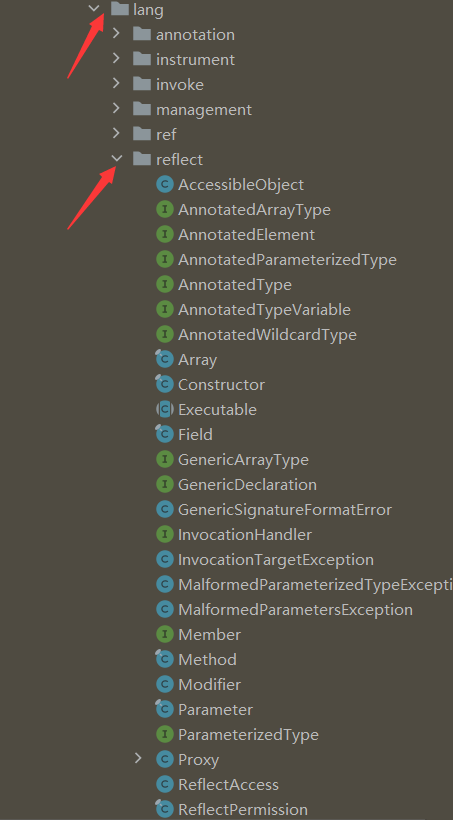 lang
annotation
instrument
invoke
management
ref
reflect
AccessibleObject
AnnotatedArrayType
AnnotatedElement
AnnotatedParameterizedType
AnnotatedType
AnnotatedTypeVariable
AnnotatedWildcardType
Array
Constructor
Executable
Field
GenericArrayType
GenericDeclaration
GenericSignatureFormatError
InvocationHandler
InvocationTargetException
MalformedParameterizedTypeExcepti
MalformedParametersException
Member
Method
Modifier
Parameter
ParameterizedType
Proxy
ReflectAccess
ReflectPermission